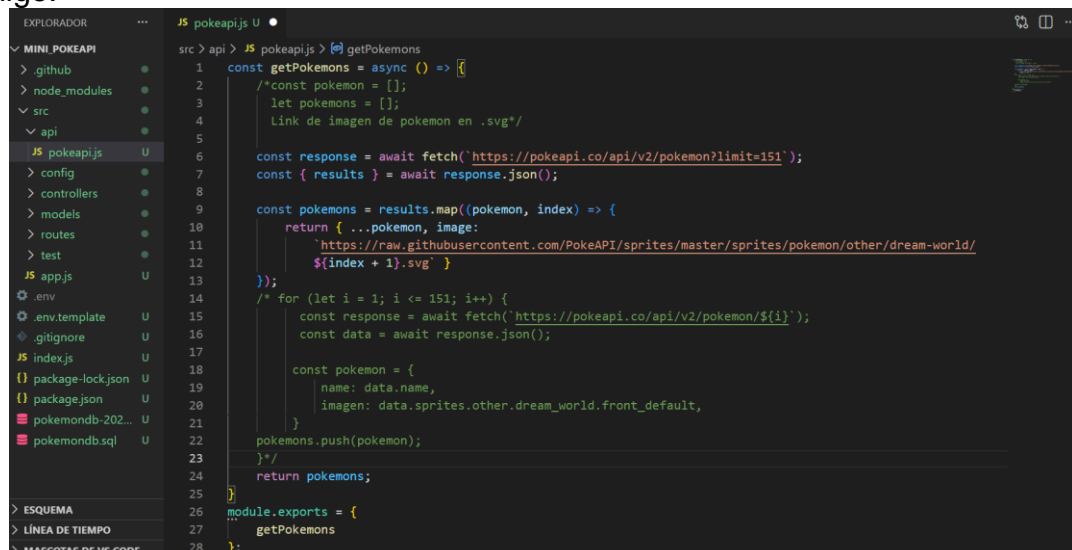 EXPLORADOR ...
MINI_POKEAPI
.github
node_modules
src
api
JS pokeapi.js U
config
controllers
models
routes
test
JS app.js U
.env
.env.template U
.gitignore U
JS index.js U
{} package-lock.json U
{} package.json U
pokemondb-202... U
pokemondb.sql U
ESQUEMA
LÍNEA DE TIEMPO
MASCOTAS DE VS CODE
JS pokeapi.js U
src > api > JS pokeapi.js > getPokemons
1 const getPokemons = async () => {
2 /*const pokemon = [];
3 let pokemons = [];
4 Link de imagen de pokemon en .svg*/
5
6 const response = await fetch(`https://pokeapi.co/api/v2/pokemon?limit=151`);
7 const { results } = await response.json();
8
9 const pokemons = results.map((pokemon, index) => {
10 return { ...pokemon, image:
11 `https://raw.githubusercontent.com/PokeAPI/sprites/master/sprites/pokemon/other/dream-world/
12 ${index + 1}.svg` }
13 });
14 /* for (let i = 1; i <= 151; i++) {
15 const response = await fetch(`https://pokeapi.co/api/v2/pokemon/${i}`);
16 const data = await response.json();
17
18 const pokemon = {
19 name: data.name,
20 imagen: data.sprites.other.dream_world.front_default,
21 }
22 pokemons.push(pokemon);
23 }*/
24 return pokemons;
25 }
26 module.exports = {
27 getPokemons
28 };